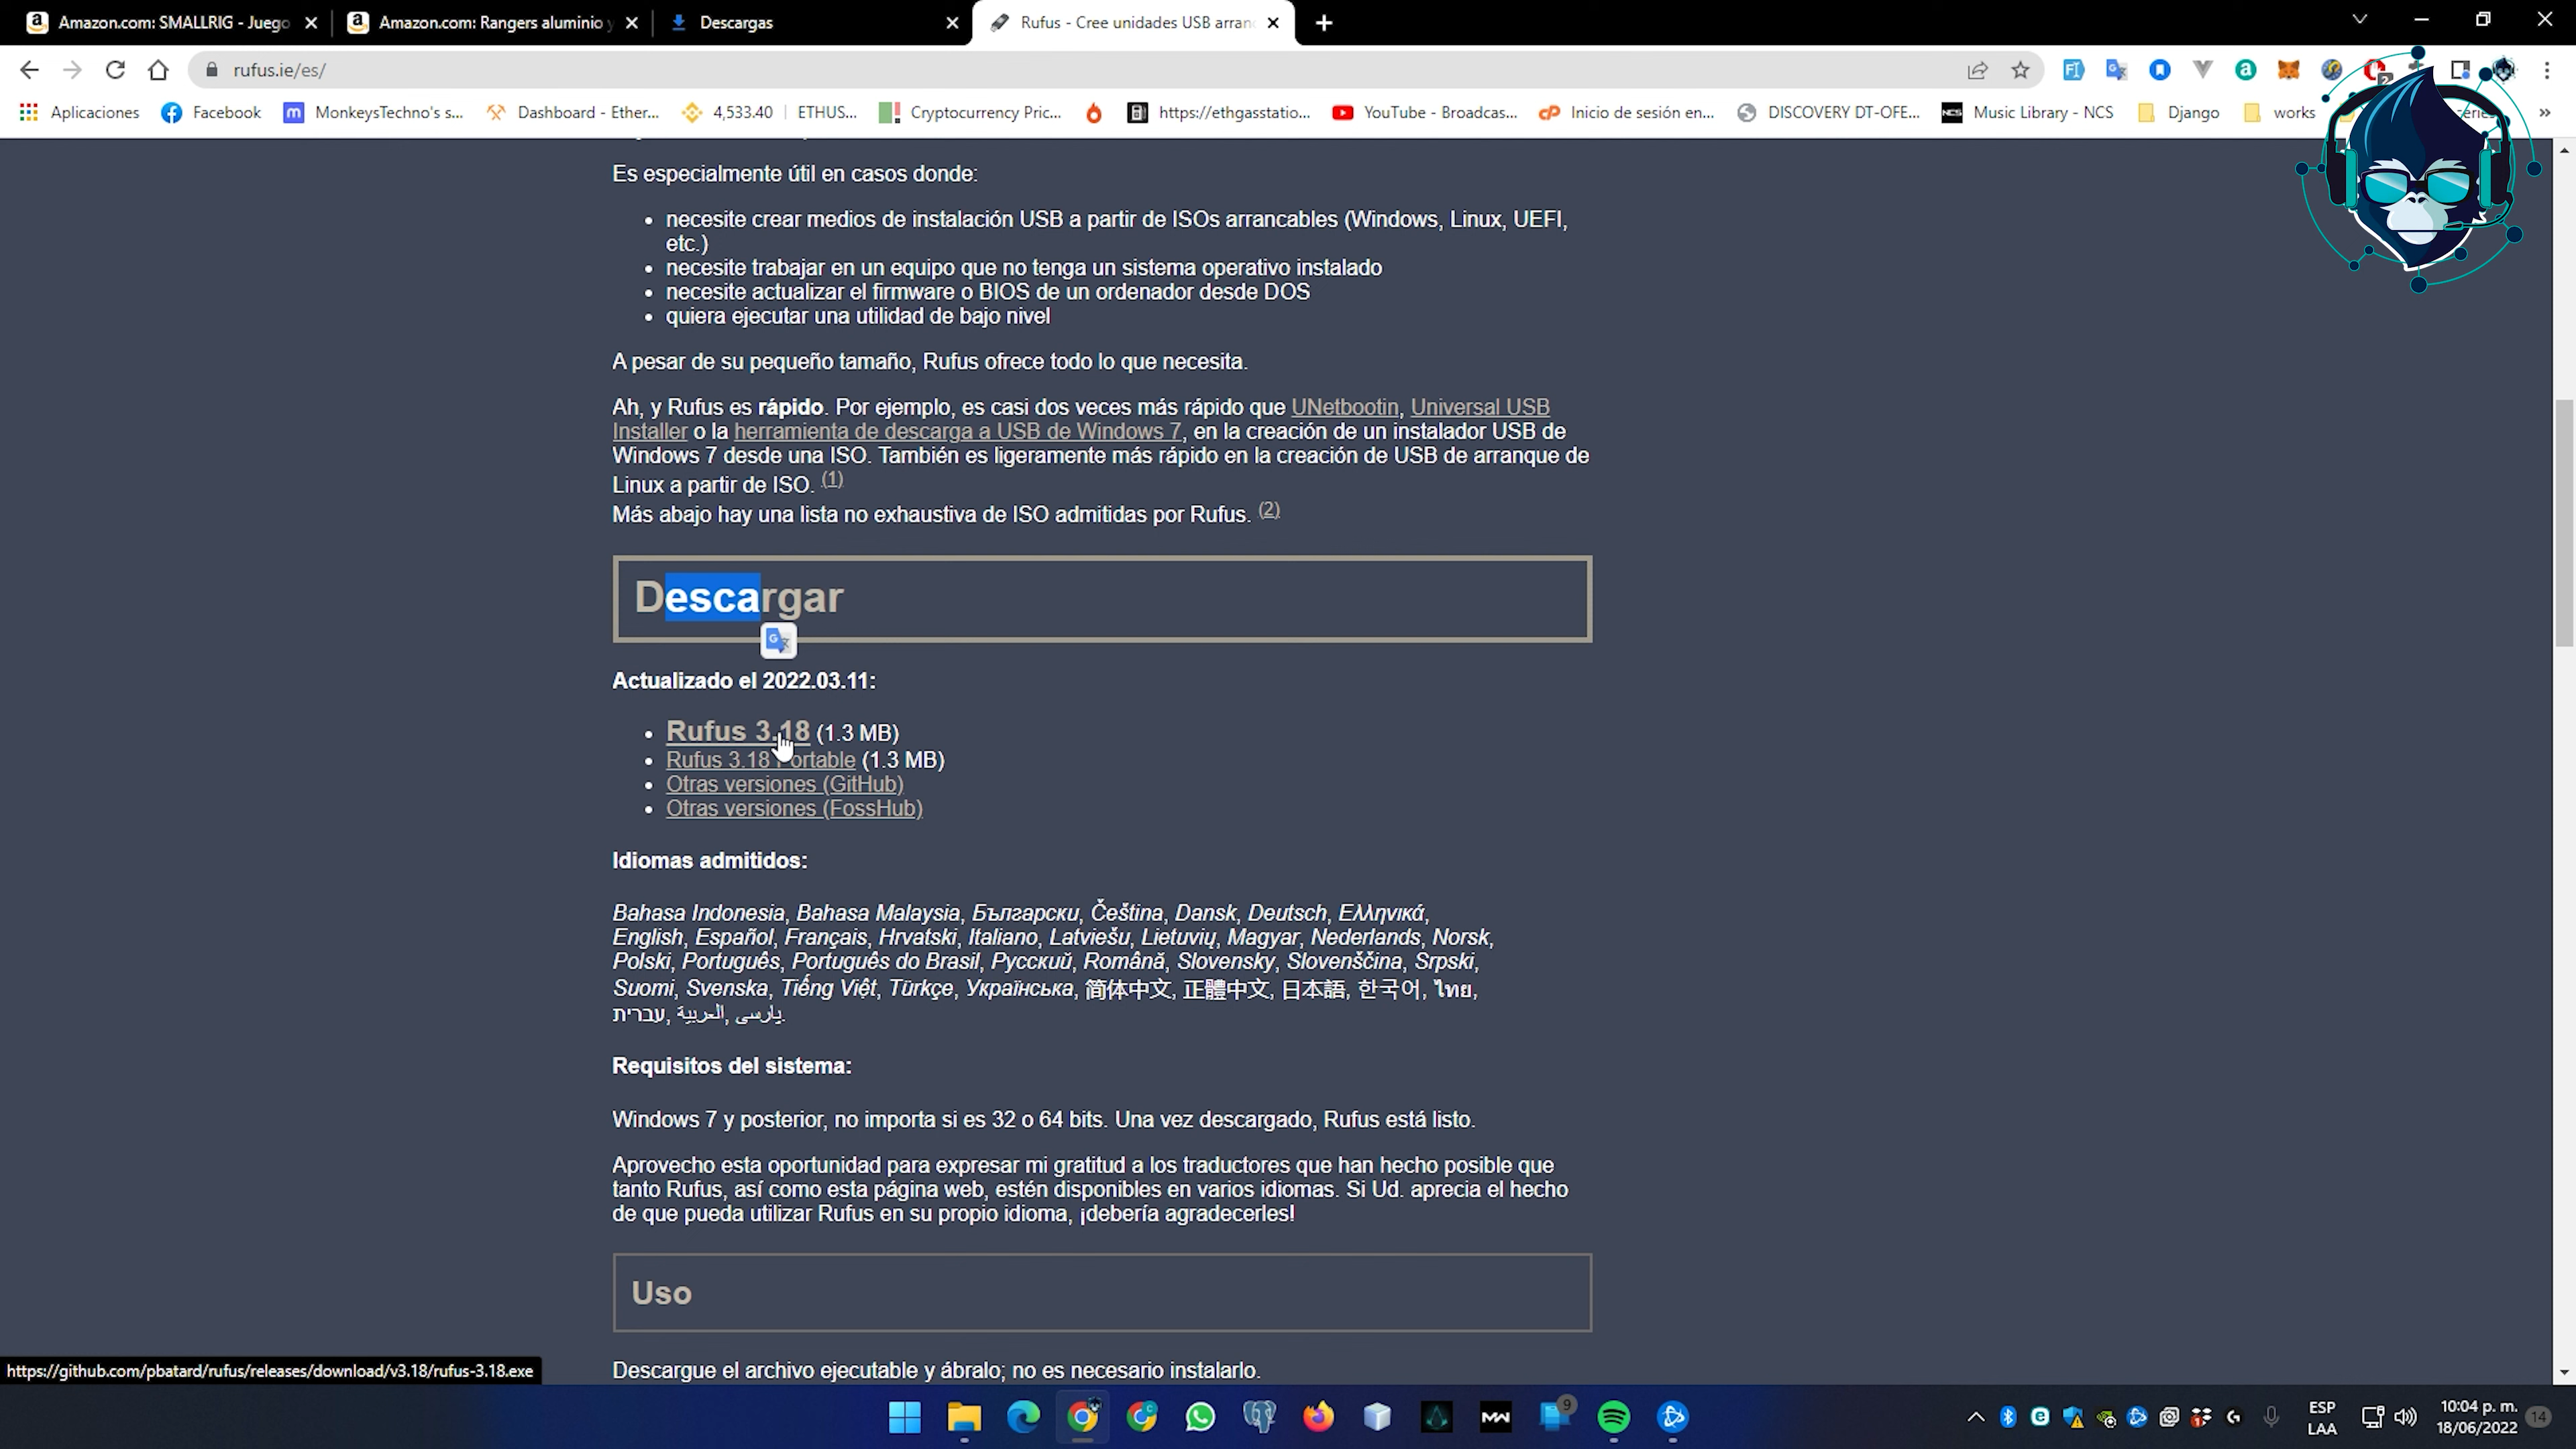 Amazon.com: SMALLRIG - Juego
Amazon.com: Rangers aluminio y
Descargas
Rufus - Cree unidades USB arran
rufus.ie/es/
Aplicaciones
Facebook
MonkeysTechno's s...
Dashboard - Ether...
4,533.40 | ETHUS...
Cryptocurrency Pric...
https://ethgasstatio...
YouTube - Broadcas...
Inicio de sesión en...
DISCOVERY DT-OFE...
Music Library - NCS
Django
works
Es especialmente útil en casos donde:
• necesite crear medios de instalación USB a partir de ISOs arrancables (Windows, Linux, UEFI,
etc.)
• necesite trabajar en un equipo que no tenga un sistema operativo instalado
• necesite actualizar el firmware o BIOS de un ordenador desde DOS
• quiera ejecutar una utilidad de bajo nivel
A pesar de su pequeño tamaño, Rufus ofrece todo lo que necesita.
Ah, y Rufus es rápido. Por ejemplo, es casi dos veces más rápido que UNetbootin, Universal USB
Installer o la herramienta de descarga a USB de Windows 7, en la creación de un instalador USB de
Windows 7 desde una ISO. También es ligeramente más rápido en la creación de USB de arranque de
Linux a partir de ISO. (1)
Más abajo hay una lista no exhaustiva de ISO admitidas por Rufus. (2)
Descargar
Actualizado el 2022.03.11:
• Rufus 3.18 (1.3 MB)
• Rufus 3.18 Portable (1.3 MB)
• Otras versiones (GitHub)
• Otras versiones (FossHub)
Idiomas admitidos:
Bahasa Indonesia, Bahasa Malaysia, Български, Čeština, Dansk, Deutsch, Ελληνικά,
English, Español, Français, Hrvatski, Italiano, Latviešu, Lietuvių, Magyar, Nederlands, Norsk,
Polski, Português, Português do Brasil, Русский, Română, Slovensky, Slovenščina, Srpski,
Suomi, Svenska, Tiếng Việt, Türkçe, Українська, 简体中文, 正體中文, 日本語, 한국어, ไทย,
עברית, العربية, پارسی.
Requisitos del sistema:
Windows 7 y posterior, no importa si es 32 o 64 bits. Una vez descargado, Rufus está listo.
Aprovecho esta oportunidad para expresar mi gratitud a los traductores que han hecho posible que
tanto Rufus, así como esta página web, estén disponibles en varios idiomas. Si Ud. aprecia el hecho
de que pueda utilizar Rufus en su propio idioma, ¡debería agradecerles!
Uso
Descargue el archivo ejecutable y ábralo; no es necesario instalarlo.
https://github.com/pbatard/rufus/releases/download/v3.18/rufus-3.18.exe
9
ESP
LAA
10:04 p. m.
18/06/2022
14